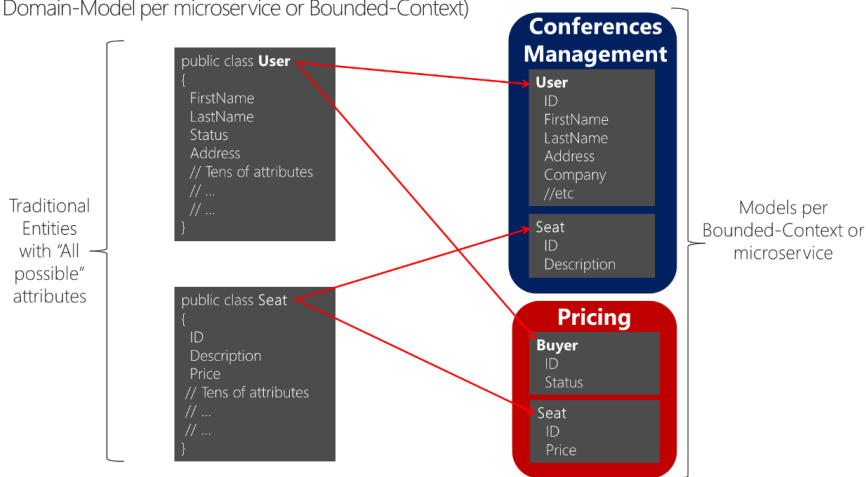 Domain-Model per microservice or Bounded-Context)
Traditional
Entities
with "All
possible"
attributes
public class User
{
FirstName
LastName
Status
Address
// Tens of attributes
// ...
// ...
}
public class Seat
{
ID
Description
Price
// Tens of attributes
// ...
// ...
}
Conferences
Management
User
ID
FirstName
LastName
Address
Company
//etc
Seat
ID
Description
Pricing
Buyer
ID
Status
Seat
ID
Price
Models per
Bounded-Context or
microservice